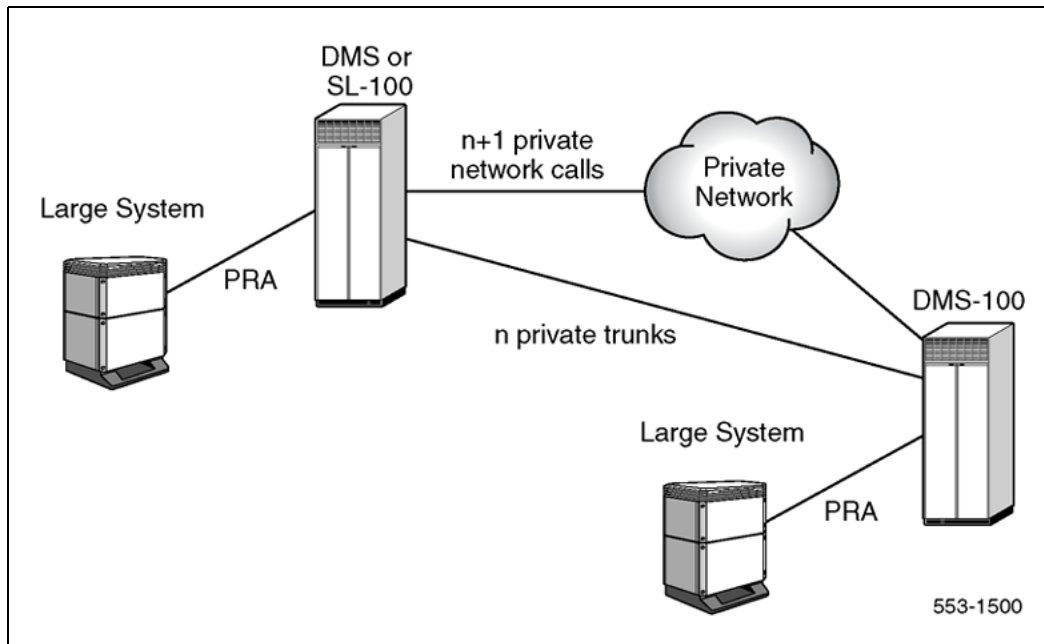 DMS or
SL-100
n+1 private
network calls
Private
Network
Large System
PRA
DMS-100
n private trunks
Large System
PRA
553-1500